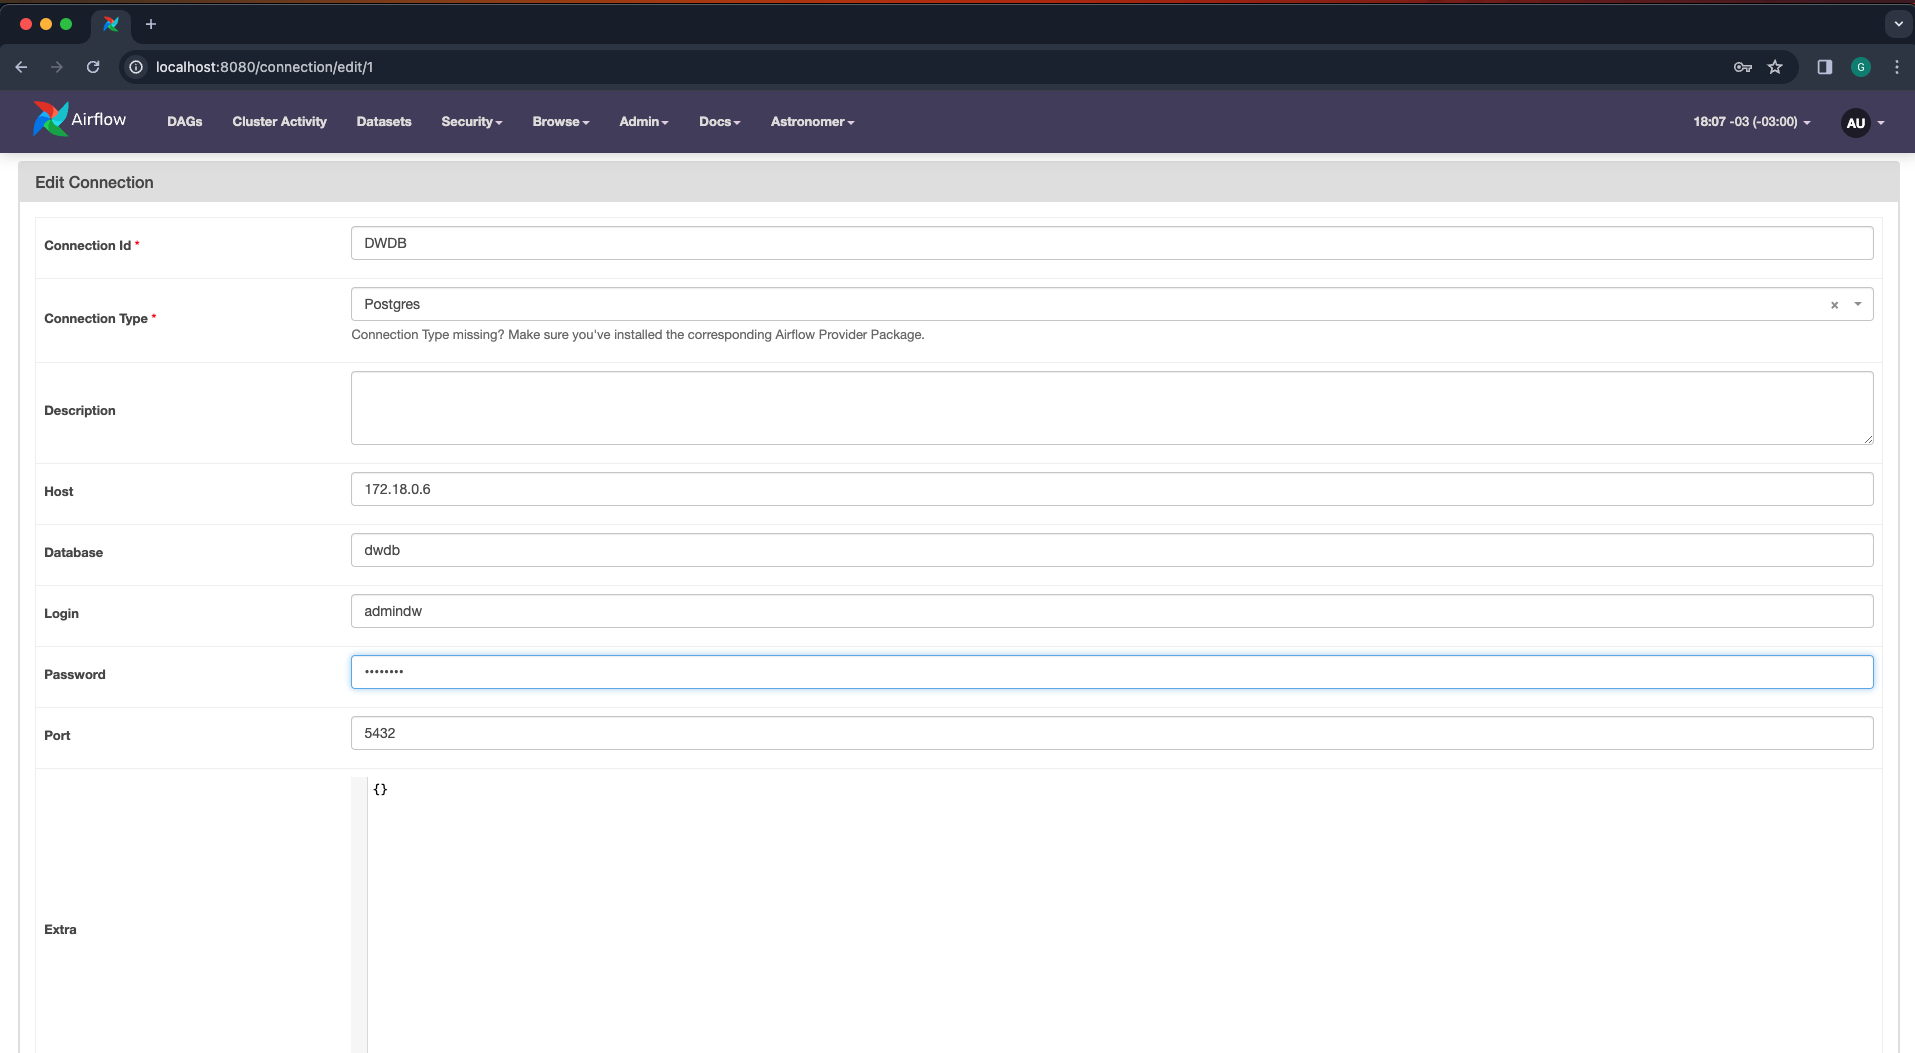 localhost:8080/connection/edit/1
G
Airflow DAGs Cluster Activity Datasets Security Browse Admin Docs Astronomer 18:07 -03 (-03:00) AU
Edit Connection
Connection Id * DWDB
Connection Type * Postgres
Connection Type missing? Make sure you've installed the corresponding Airflow Provider Package.
Description
Host 172.18.0.6
Database dwdb
Login admindw
Password ••••••••
Port 5432
Extra {}